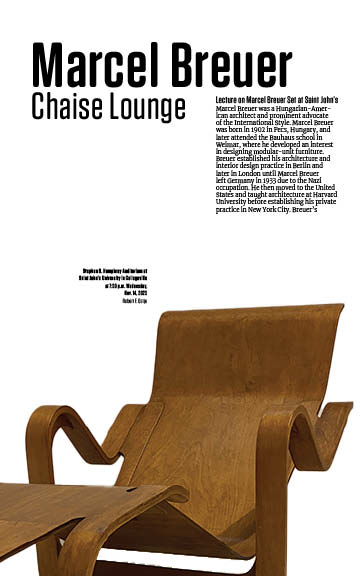 Marcel Breuer
Chaise Lounge
Lecture on Marcel Breuer Set at Saint John's
Marcel Breuer was a Hungarian-Amer-
ican architect and prominent advocate
of the International Style. Marcel Breuer
was born in 1902 in Pecs, Hungary, and
later attended the Bauhaus school in
Weimar, where he developed an interest
in designing modular-unit furniture.
Breuer established his architecture and
interior design practice in Berlin and
later in London until Marcel Breuer
left Germany in 1933 due to the Nazi
occupation. He then moved to the United
States and taught architecture at Harvard
University before establishing his private
practice in New York City. Breuer's
Stephen B. Humphrey Auditorium at
Saint John's University in Collegeville
at 7:30 p.m. Wednesday,
Nov. 14, 2023
Robert F.